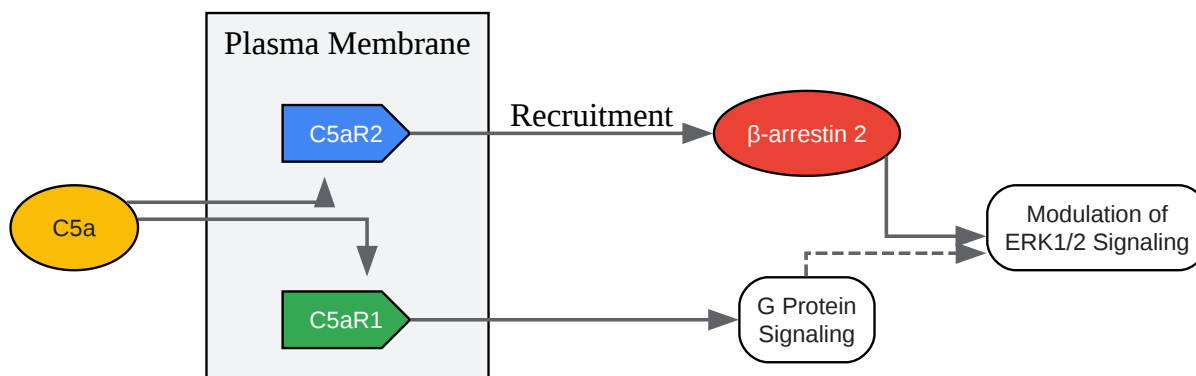 Plasma Membrane
C5aR2
Recruitment
β-arrestin 2
C5a
Modulation of
ERK1/2 Signaling
C5aR1
G Protein
Signaling